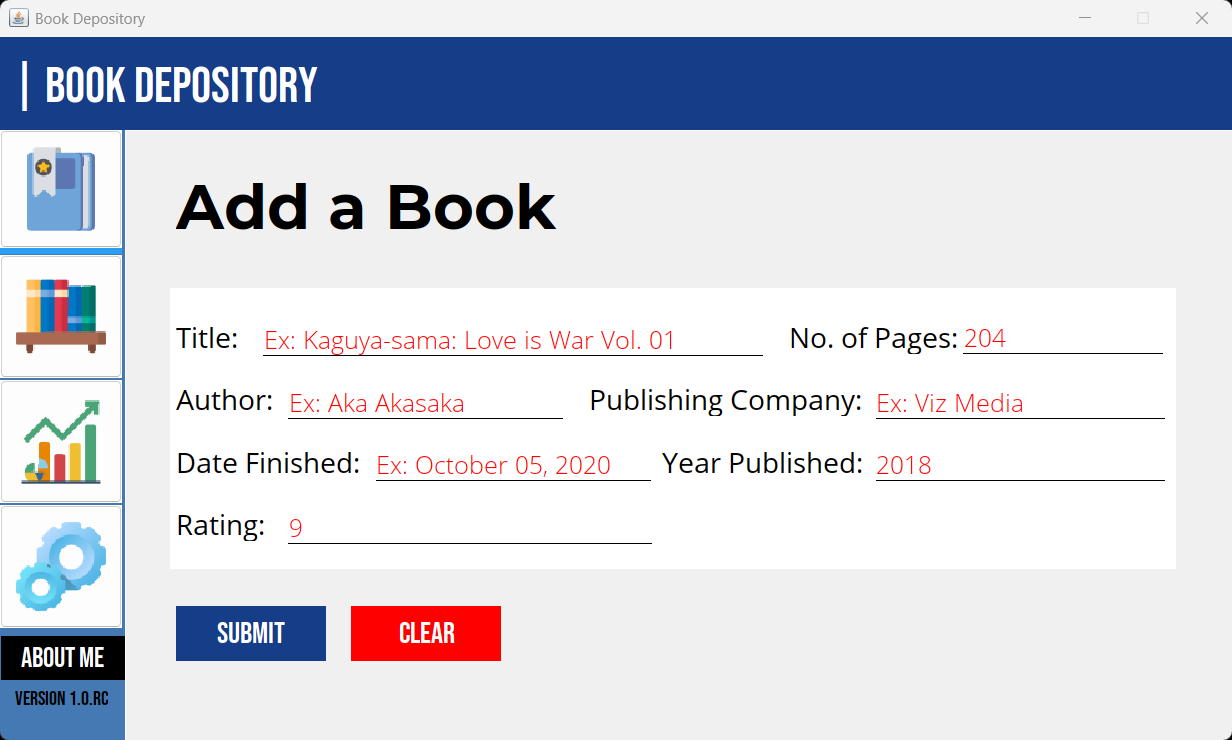 Book Depository
| BOOK DEPOSITORY
Add a Book
Title: Ex: Kaguya-sama: Love is War Vol. 01 No. of Pages: 204
Author: Ex: Aka Akasaka Publishing Company: Ex: Viz Media
Date Finished: Ex: October 05, 2020 Year Published: 2018
Rating: 9
SUBMIT CLEAR
ABOUT ME
VERSION 1.0.RC